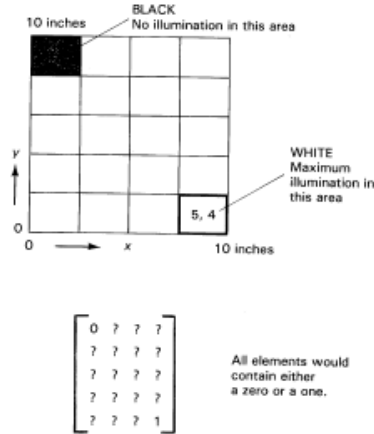 BLACK
10 inches No illumination in this area
WHITE
Maximum
illumination in
this area
y
5, 4
0
0 x 10 inches
0 ? ? ?
? ? ? ?
? ? ? ?
? ? ? ?
? ? ? 1
All elements would
contain either
a zero or a one.